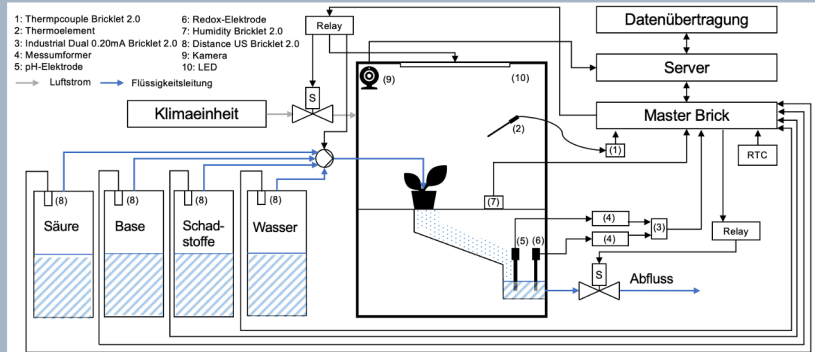 1: Thermpcouple Bricklet 2.0
2: Thermoelement
3: Industrial Dual 0.20mA Bricklet 2.0
4: Messumformer
5: pH-Elektrode
6: Redox-Elektrode
7: Humidity Bricklet 2.0
8: Distance US Bricklet 2.0
9: Kamera
10: LED
Luftstrom
Flüssigkeitsleitung
Relay
Datenübertragung
Server
Master Brick
RTC
Klimaeinheit
S
(9)
(10)
(2)
(1)
(7)
(8)
(8)
(8)
(8)
Säure
Base
Schad-
stoffe
Wasser
(5)
(6)
(4)
(4)
(3)
Relay
S
Abfluss